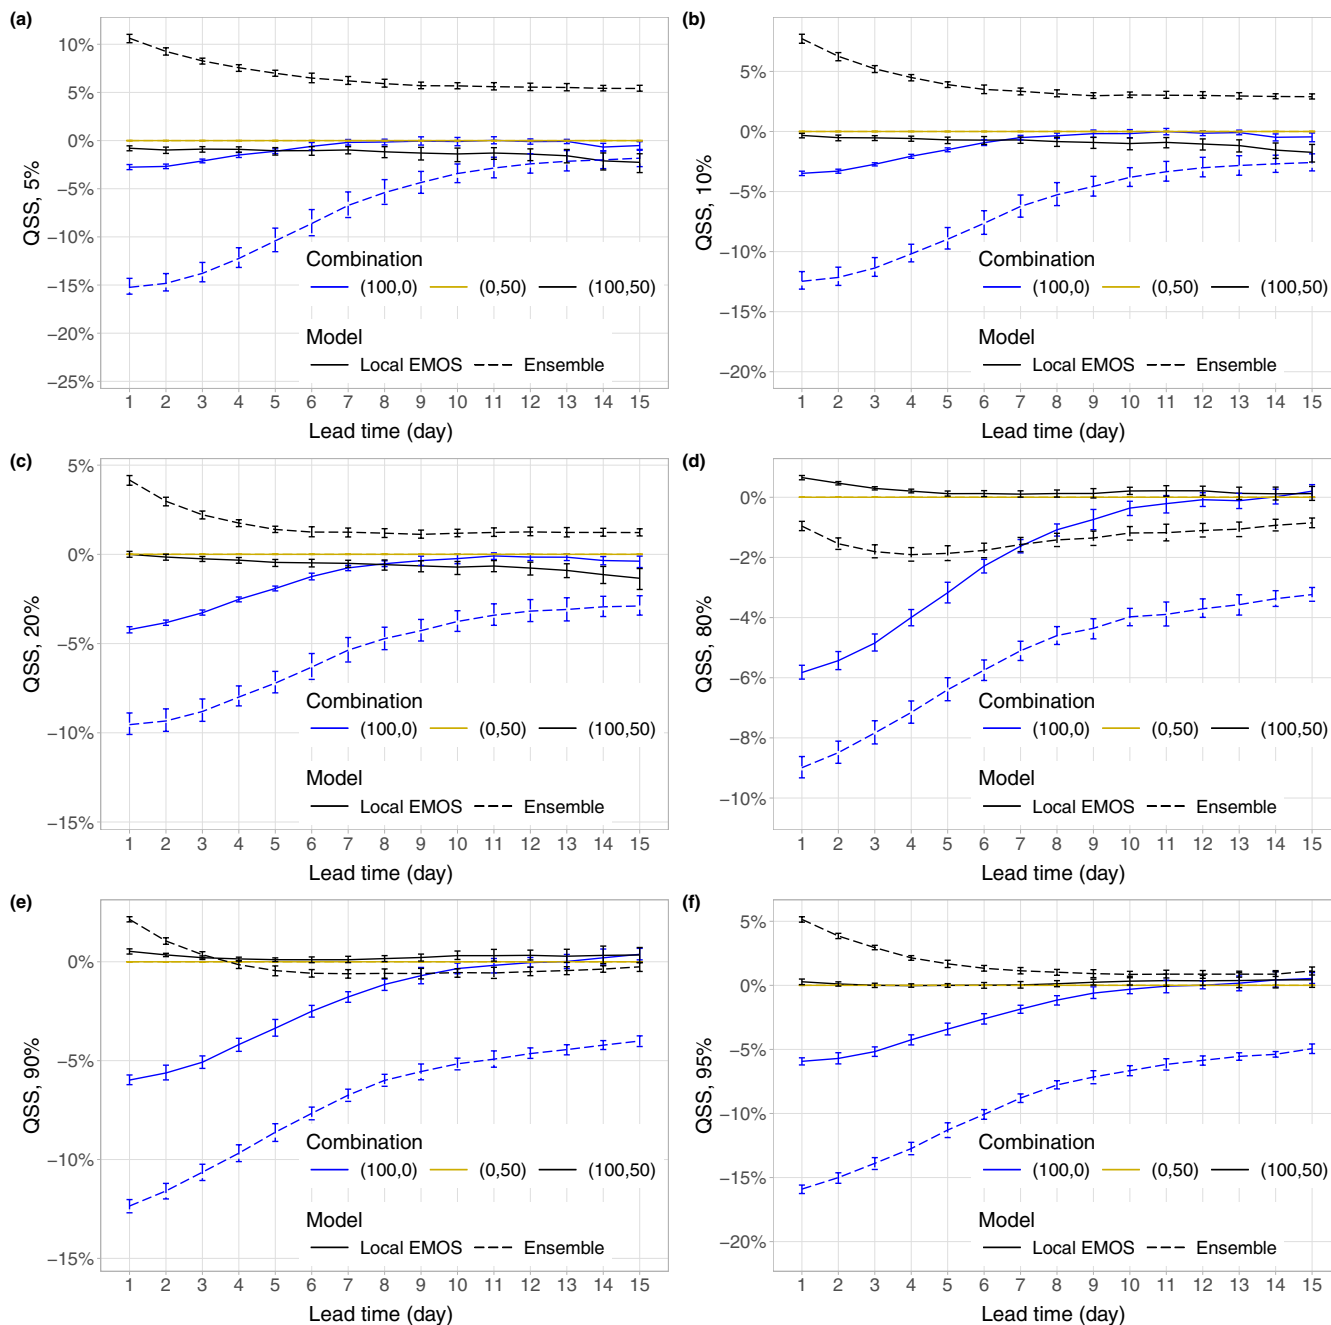 (a)
10%
5%
0%
−5%
−10%
−15%
−20%
−25%
QSS, 5%
Combination
(100,0) (0,50) (100,50)
Model
Local EMOS Ensemble
1 2 3 4 5 6 7 8 9 10 11 12 13 14 15
Lead time (day)
(b)
5%
0%
−5%
−10%
−15%
−20%
QSS, 10%
Combination
(100,0) (0,50) (100,50)
Model
Local EMOS Ensemble
1 2 3 4 5 6 7 8 9 10 11 12 13 14 15
Lead time (day)
(c)
5%
0%
−5%
−10%
−15%
QSS, 20%
Combination
(100,0) (0,50) (100,50)
Model
Local EMOS Ensemble
1 2 3 4 5 6 7 8 9 10 11 12 13 14 15
Lead time (day)
(d)
0%
−2%
−4%
−6%
−8%
−10%
QSS, 80%
Combination
(100,0) (0,50) (100,50)
Model
Local EMOS Ensemble
1 2 3 4 5 6 7 8 9 10 11 12 13 14 15
Lead time (day)
(e)
0%
−5%
−10%
−15%
QSS, 90%
Combination
(100,0) (0,50) (100,50)
Model
Local EMOS Ensemble
1 2 3 4 5 6 7 8 9 10 11 12 13 14 15
Lead time (day)
(f)
5%
0%
−5%
−10%
−15%
−20%
QSS, 95%
Combination
(100,0) (0,50) (100,50)
Model
Local EMOS Ensemble
1 2 3 4 5 6 7 8 9 10 11 12 13 14 15
Lead time (day)